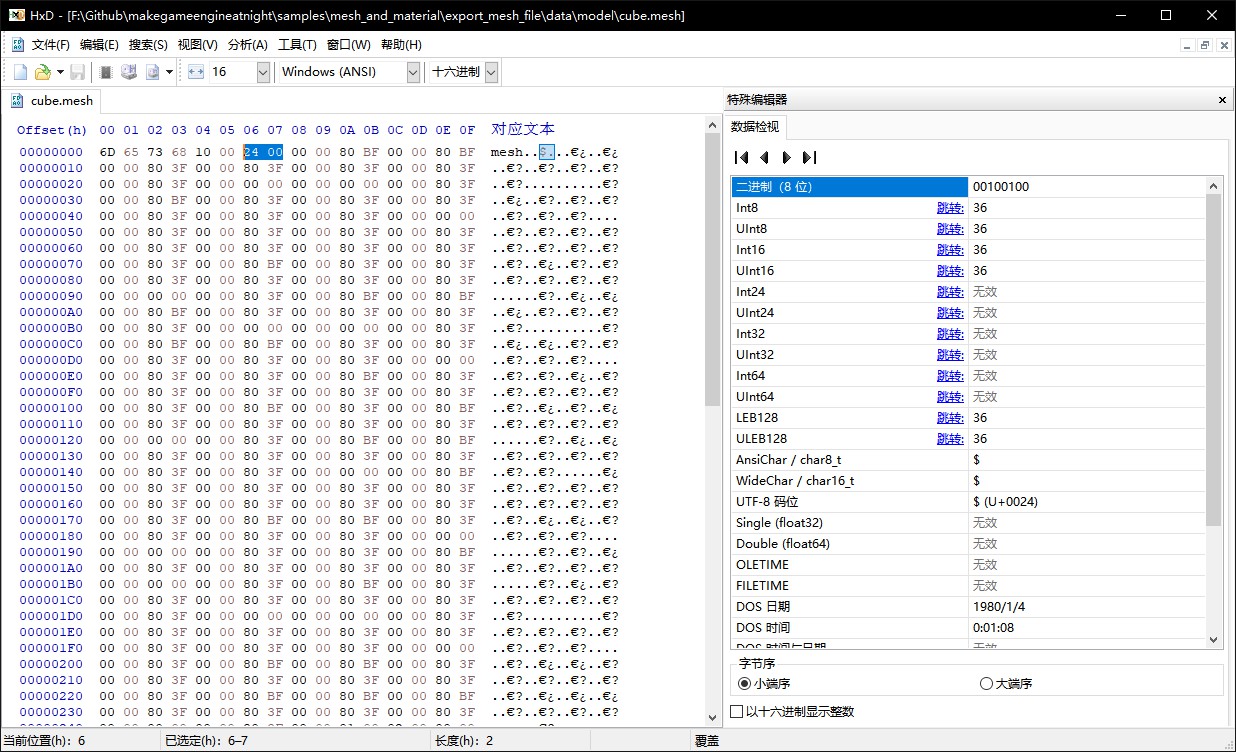 HxD - [F:\Github\makegameengineatnight\samples\mesh_and_material\export_mesh_file\data\model\cube.mesh]
文件(F) 编辑(E) 搜索(S) 视图(V) 分析(A) 工具(T) 窗口(W) 帮助(H)
16 Windows (ANSI) 十六进制
cube.mesh
Offset(h) 00 01 02 03 04 05 06 07 08 09 0A 0B 0C 0D 0E 0F 对应文本
00000000 6D 65 73 68 10 00 24 00 00 00 80 BF 00 00 80 BF mesh..$...€¿..€¿
00000010 00 00 80 3F 00 00 80 3F 00 00 80 3F 00 00 80 3F ..€?..€?..€?..€?
00000020 00 00 80 3F 00 00 00 00 00 00 00 00 00 00 80 3F ..€?..........€?
00000030 00 00 80 BF 00 00 80 3F 00 00 80 3F 00 00 80 3F ..€¿..€?..€?..€?
00000040 00 00 80 3F 00 00 80 3F 00 00 80 3F 00 00 00 00 ..€?..€?..€?....
00000050 00 00 80 3F 00 00 80 3F 00 00 80 3F 00 00 80 3F ..€?..€?..€?..€?
00000060 00 00 80 3F 00 00 80 3F 00 00 80 3F 00 00 80 3F ..€?..€?..€?..€?
00000070 00 00 80 3F 00 00 80 BF 00 00 80 3F 00 00 80 3F ..€?..€¿..€?..€?
00000080 00 00 80 3F 00 00 80 3F 00 00 80 3F 00 00 80 3F ..€?..€?..€?..€?
00000090 00 00 00 00 00 00 80 3F 00 00 80 BF 00 00 80 BF ......€?..€¿..€¿
000000A0 00 00 80 BF 00 00 80 3F 00 00 80 3F 00 00 80 3F ..€¿..€?..€?..€?
000000B0 00 00 80 3F 00 00 00 00 00 00 00 00 00 00 80 3F ..€?..........€?
000000C0 00 00 80 BF 00 00 80 BF 00 00 80 3F 00 00 80 3F ..€¿..€¿..€?..€?
000000D0 00 00 80 3F 00 00 80 3F 00 00 80 3F 00 00 00 00 ..€?..€?..€?....
000000E0 00 00 80 3F 00 00 80 3F 00 00 80 BF 00 00 80 3F ..€?..€?..€¿..€?
000000F0 00 00 80 3F 00 00 80 3F 00 00 80 3F 00 00 80 3F ..€?..€?..€?..€?
00000100 00 00 80 3F 00 00 80 BF 00 00 80 3F 00 00 80 BF ..€?..€¿..€?..€¿
00000110 00 00 80 3F 00 00 80 3F 00 00 80 3F 00 00 80 3F ..€?..€?..€?..€?
00000120 00 00 00 00 00 00 80 3F 00 00 80 BF 00 00 80 BF ......€?..€¿..€¿
00000130 00 00 80 3F 00 00 80 3F 00 00 80 3F 00 00 80 3F ..€?..€?..€?..€?
00000140 00 00 80 3F 00 00 00 00 00 00 00 00 00 00 80 BF ..€?..........€¿
00000150 00 00 80 3F 00 00 80 3F 00 00 80 3F 00 00 80 3F ..€?..€?..€?..€?
00000160 00 00 80 3F 00 00 80 3F 00 00 80 3F 00 00 80 3F ..€?..€?..€?..€?
00000170 00 00 80 3F 00 00 80 BF 00 00 80 3F 00 00 80 3F ..€?..€¿..€?..€?
00000180 00 00 80 3F 00 00 80 3F 00 00 80 3F 00 00 00 00 ..€?..€?..€?....
00000190 00 00 00 00 00 00 80 3F 00 00 80 3F 00 00 80 BF ......€?..€?..€¿
000001A0 00 00 80 3F 00 00 80 3F 00 00 80 3F 00 00 80 3F ..€?..€?..€?..€?
000001B0 00 00 00 00 00 00 80 3F 00 00 80 BF 00 00 80 3F ......€?..€¿..€?
000001C0 00 00 80 3F 00 00 80 3F 00 00 80 3F 00 00 80 3F ..€?..€?..€?..€?
000001D0 00 00 80 3F 00 00 00 00 00 00 00 00 00 00 80 3F ..€?..........€?
000001E0 00 00 80 3F 00 00 80 3F 00 00 80 3F 00 00 80 3F ..€?..€?..€?..€?
000001F0 00 00 80 3F 00 00 80 3F 00 00 80 3F 00 00 00 00 ..€?..€?..€?....
00000200 00 00 80 3F 00 00 80 BF 00 00 80 BF 00 00 80 3F ..€?..€¿..€¿..€?
00000210 00 00 80 3F 00 00 80 3F 00 00 80 3F 00 00 80 3F ..€?..€?..€?..€?
00000220 00 00 80 3F 00 00 80 BF 00 00 80 BF 00 00 80 BF ..€?..€¿..€¿..€¿
00000230 00 00 80 3F 00 00 80 3F 00 00 80 3F 00 00 80 3F ..€?..€?..€?..€?
特殊编辑器
数据检视
二进制（8 位） 00100100
Int8 跳转: 36
UInt8 跳转: 36
Int16 跳转: 36
UInt16 跳转: 36
Int24 跳转: 无效
UInt24 跳转: 无效
Int32 跳转: 无效
UInt32 跳转: 无效
Int64 跳转: 无效
UInt64 跳转: 无效
LEB128 跳转: 36
ULEB128 跳转: 36
AnsiChar / char8_t $
WideChar / char16_t $
UTF-8 码位 $ (U+0024)
Single (float32) 无效
Double (float64) 无效
OLETIME 无效
FILETIME 无效
DOS 日期 1980/1/4
DOS 时间 0:01:08
DOS 时间与日期 无效
字节序
小端序 大端序
以十六进制显示整数
当前位置(h): 6 已选定(h): 6-7 长度(h): 2 覆盖